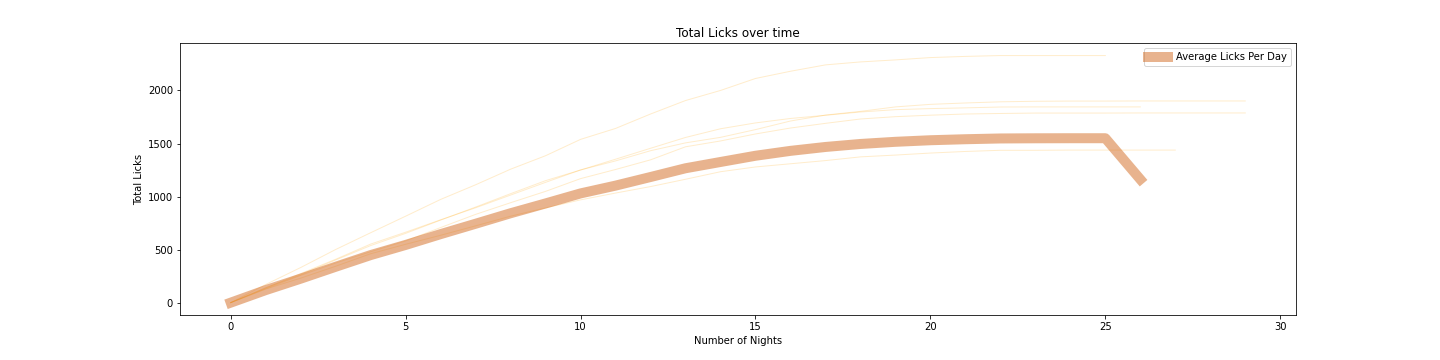 Total Licks over time
Average Licks Per Day
Total Licks
2000
1500
1000
500
0
0 5 10 15 20 25 30
Number of Nights